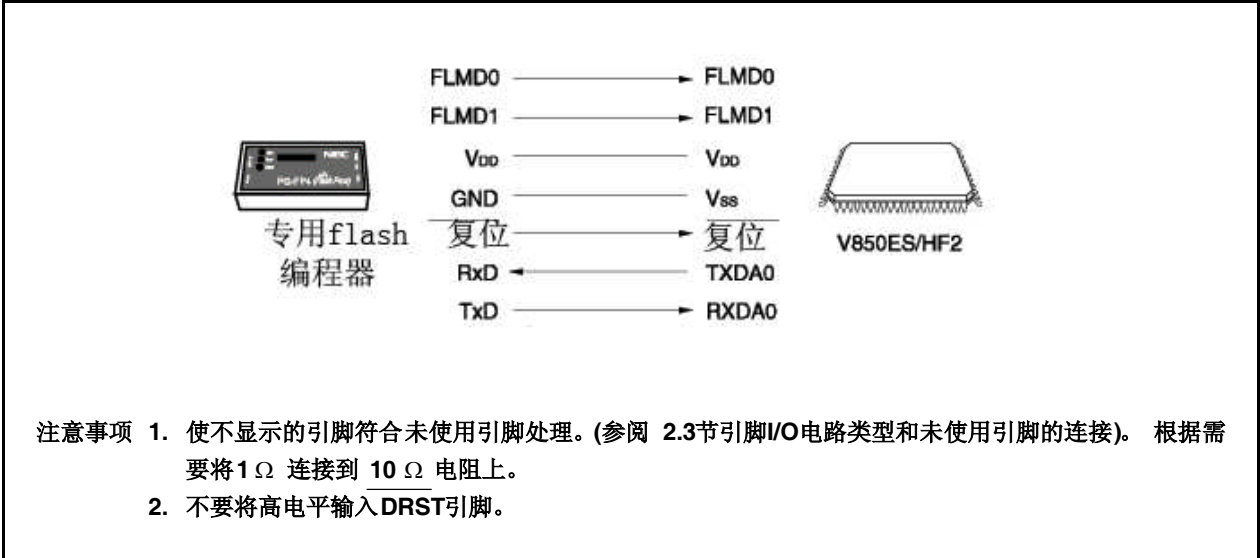 FLMD0 FLMD0
FLMD1 FLMD1
VDD VDD
GND VSS
专用flash 复位 复位 V850ES/HF2
编程器 RxD TXDA0
TxD RXDA0
NEC
注意事项 1. 使不显示的引脚符合未使用引脚处理。(参阅 2.3节引脚I/O电路类型和未使用引脚的连接)。 根据需
要将1 Ω 连接到 10 Ω 电阻上。
2. 不要将高电平输入DRST引脚。